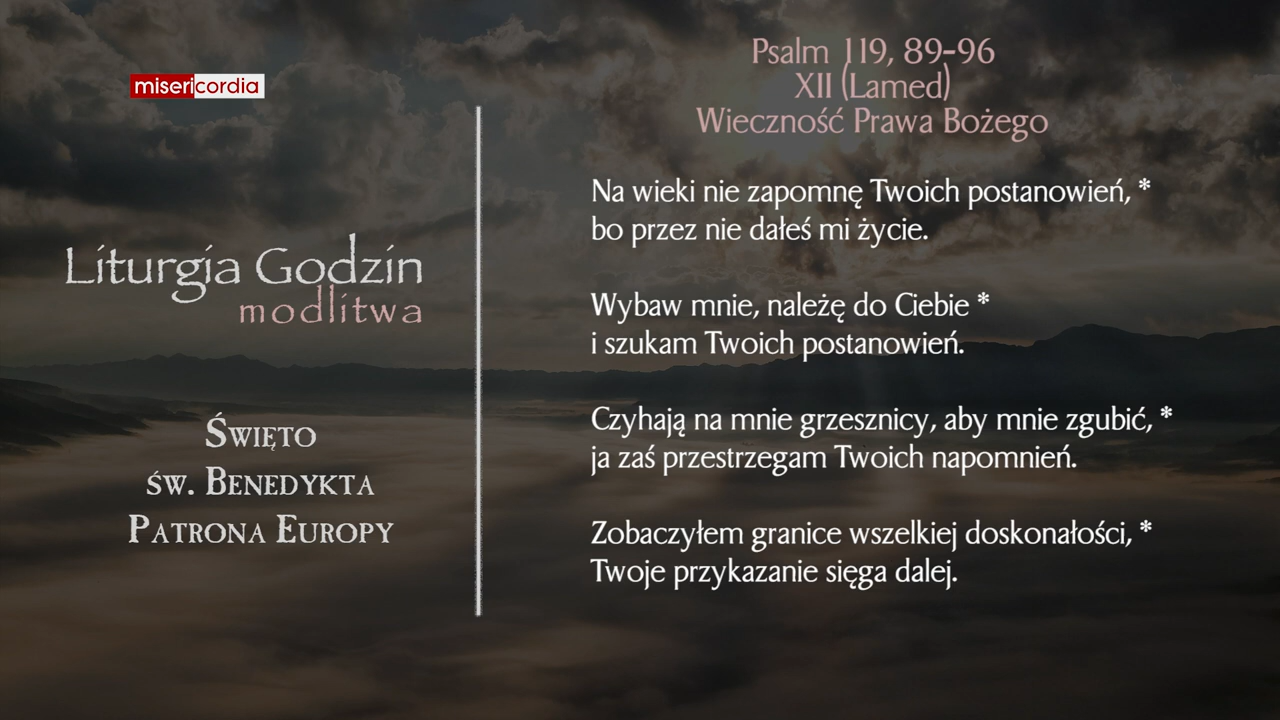 misericordia
Liturgia Godzin
modlitwa
Święto
św. Benedykta
Patrona Europy
Psalm 119, 89-96
XII (Lamed)
Wieczność Prawa Bożego
Na wieki nie zapomnę Twoich postanowień, *
bo przez nie dałeś mi życie.
Wybaw mnie, należę do Ciebie *
i szukam Twoich postanowień.
Czyhają na mnie grzesznicy, aby mnie zgubić, *
ja zaś przestrzegam Twoich napomnień.
Zobaczyłem granice wszelkiej doskonałości, *
Twoje przykazanie sięga dalej.